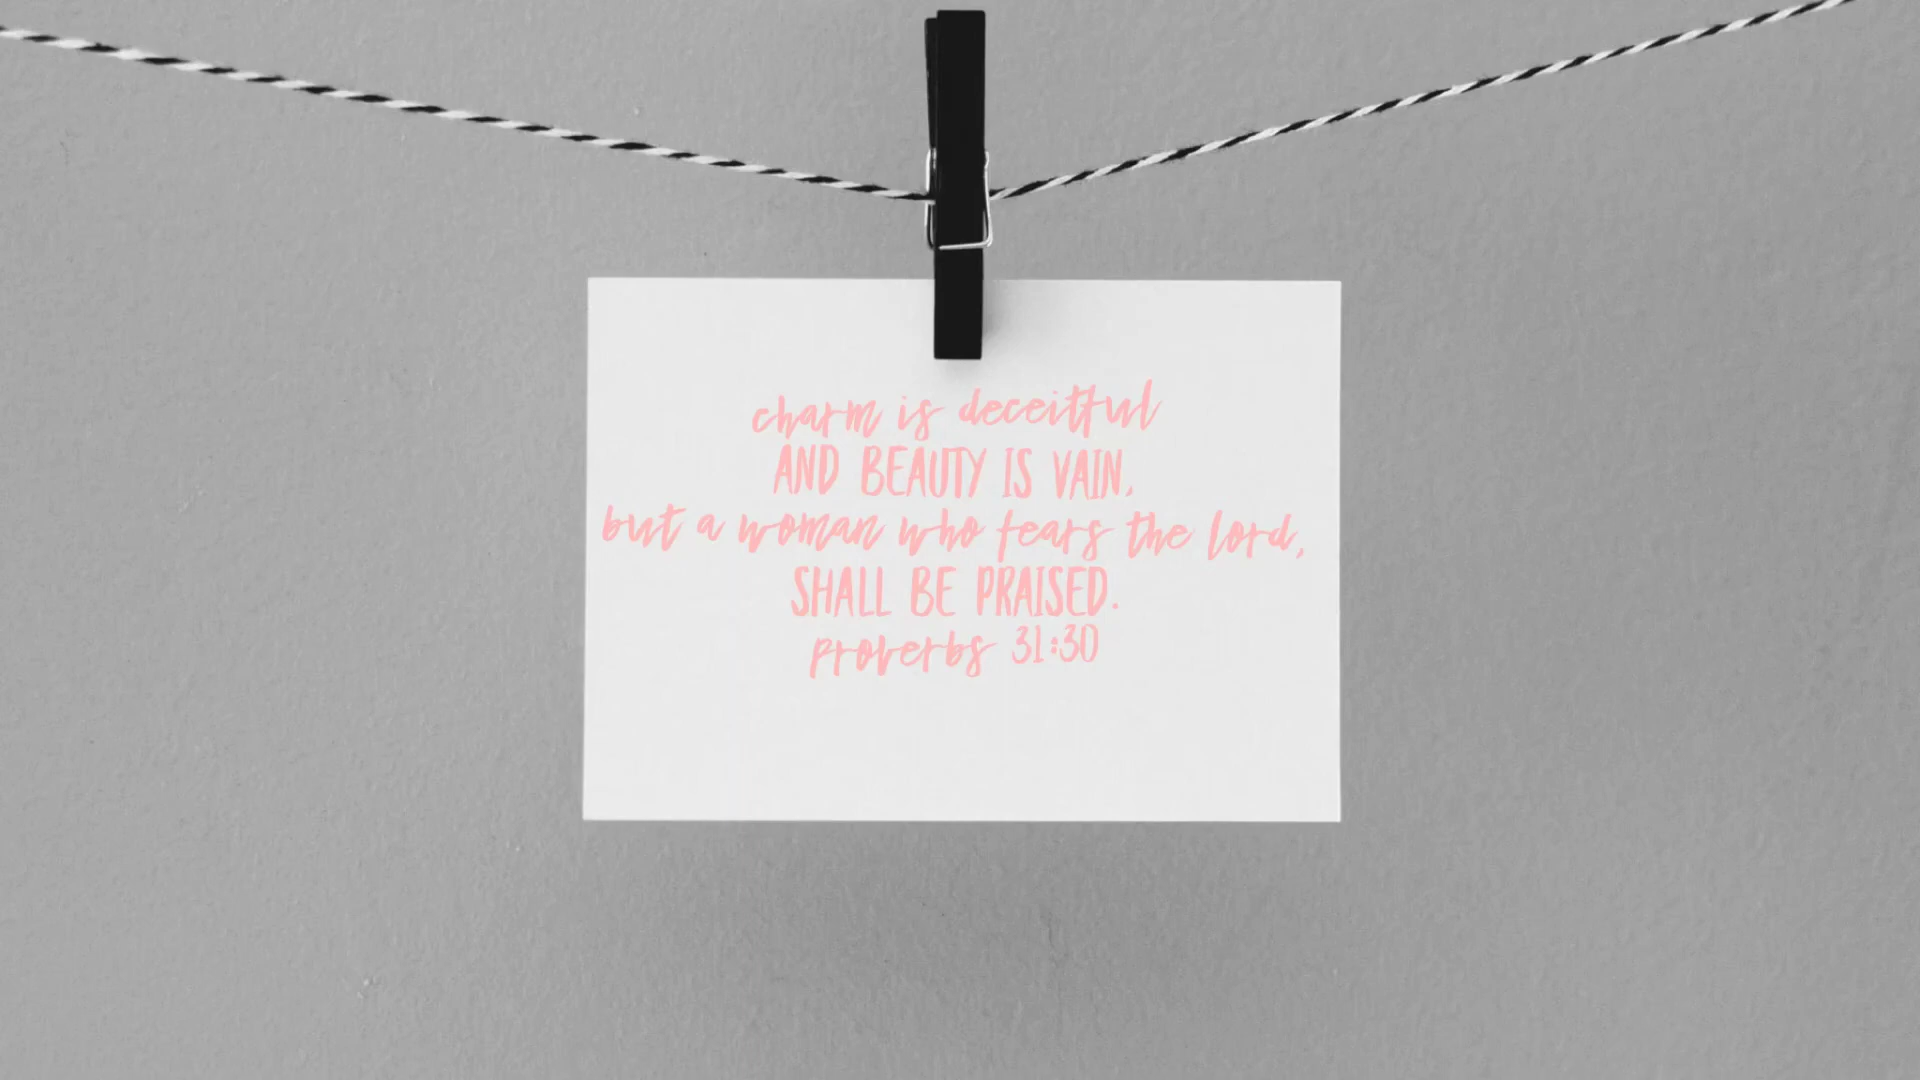 charm is deceitful
AND BEAUTY IS VAIN,
but a woman who fears the lord,
SHALL BE PRAISED.
proverbs 31:30